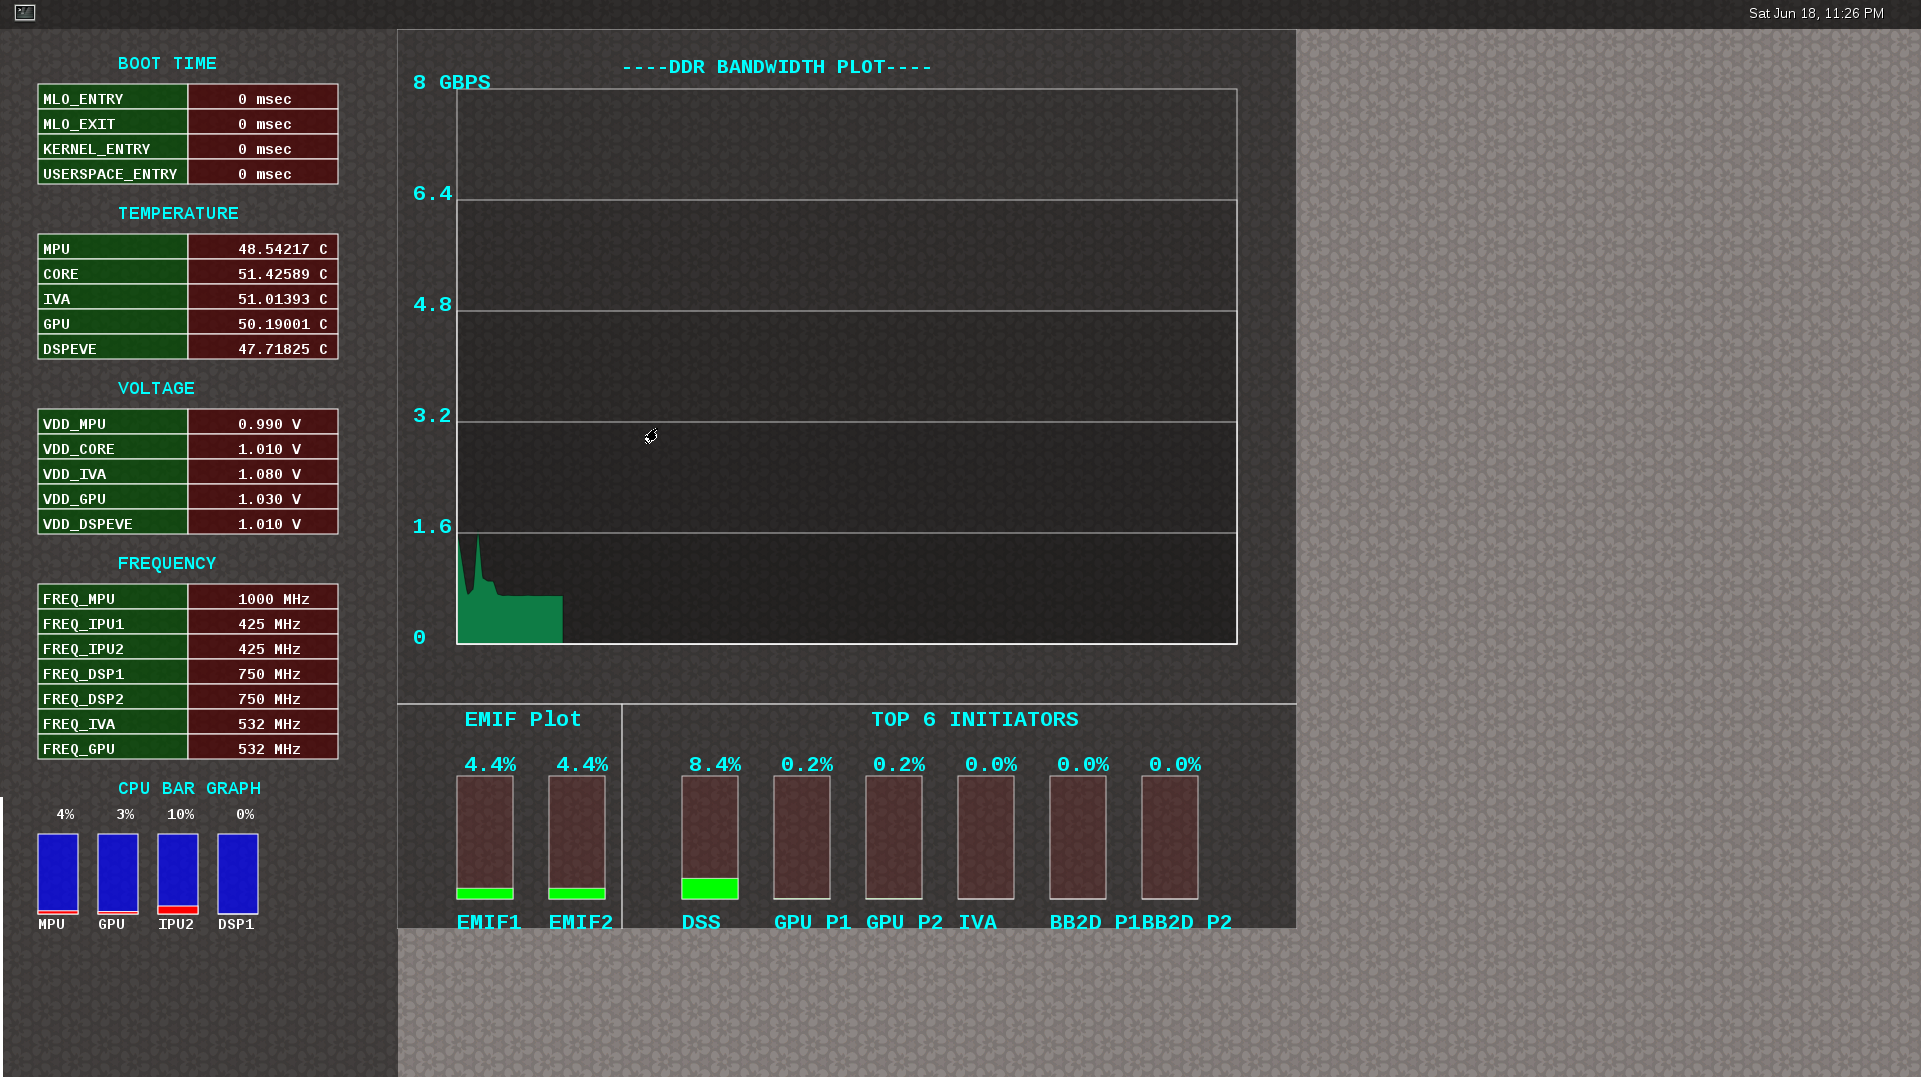 Sat Jun 18, 11:26 PM
BOOT TIME
MLO_ENTRY 0 msec
MLO_EXIT 0 msec
KERNEL_ENTRY 0 msec
USERSPACE_ENTRY 0 msec
TEMPERATURE
MPU 48.54217 C
CORE 51.42589 C
IVA 51.01393 C
GPU 50.19001 C
DSPEVE 47.71825 C
VOLTAGE
VDD_MPU 0.990 V
VDD_CORE 1.010 V
VDD_IVA 1.080 V
VDD_GPU 1.030 V
VDD_DSPEVE 1.010 V
FREQUENCY
FREQ_MPU 1000 MHz
FREQ_IPU1 425 MHz
FREQ_IPU2 425 MHz
FREQ_DSP1 750 MHz
FREQ_DSP2 750 MHz
FREQ_IVA 532 MHz
FREQ_GPU 532 MHz
CPU BAR GRAPH
4% 3% 10% 0%
MPU GPU IPU2 DSP1
----DDR BANDWIDTH PLOT----
8 GBPS
6.4
4.8
3.2
1.6
0
EMIF Plot
4.4% 4.4%
EMIF1 EMIF2
TOP 6 INITIATORS
8.4% 0.2% 0.2% 0.0% 0.0% 0.0%
DSS GPU P1 GPU P2 IVA BB2D P1 BB2D P2